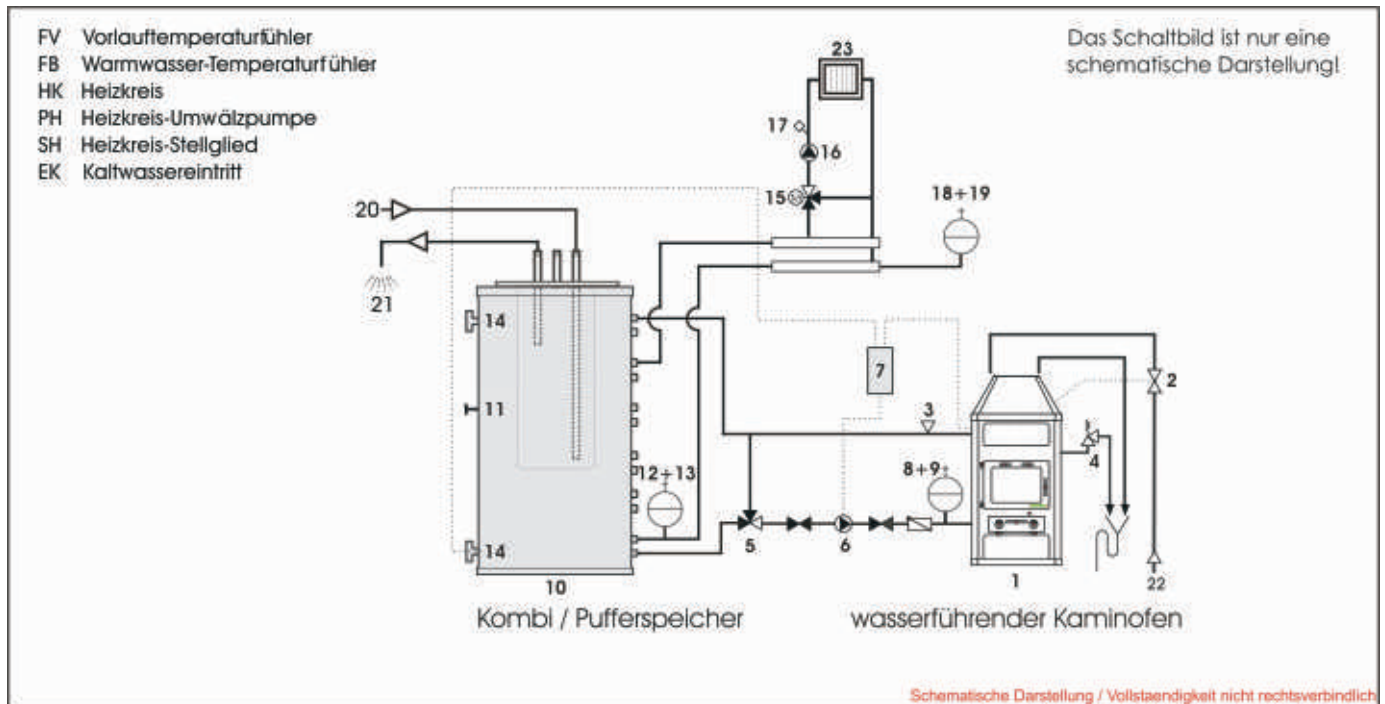 FV Vorlauftemperaturfühler
FB Warmwasser-Temperaturfühler
HK Heizkreis
PH Heizkreis-Umwälzpumpe
SH Heizkreis-Stellglied
EK Kaltwassereintritt
Das Schaltbild ist nur eine
schematische Darstellung!
23
17
16
15
18+19
20
21
14
7
2
11
3
4
12+13
8+9
14
5
6
10
1
22
Kombi / Pufferspeicher
wasserführender Kaminofen
Schematische Darstellung / Vollstaendigkeit nicht rechtsverbindlich